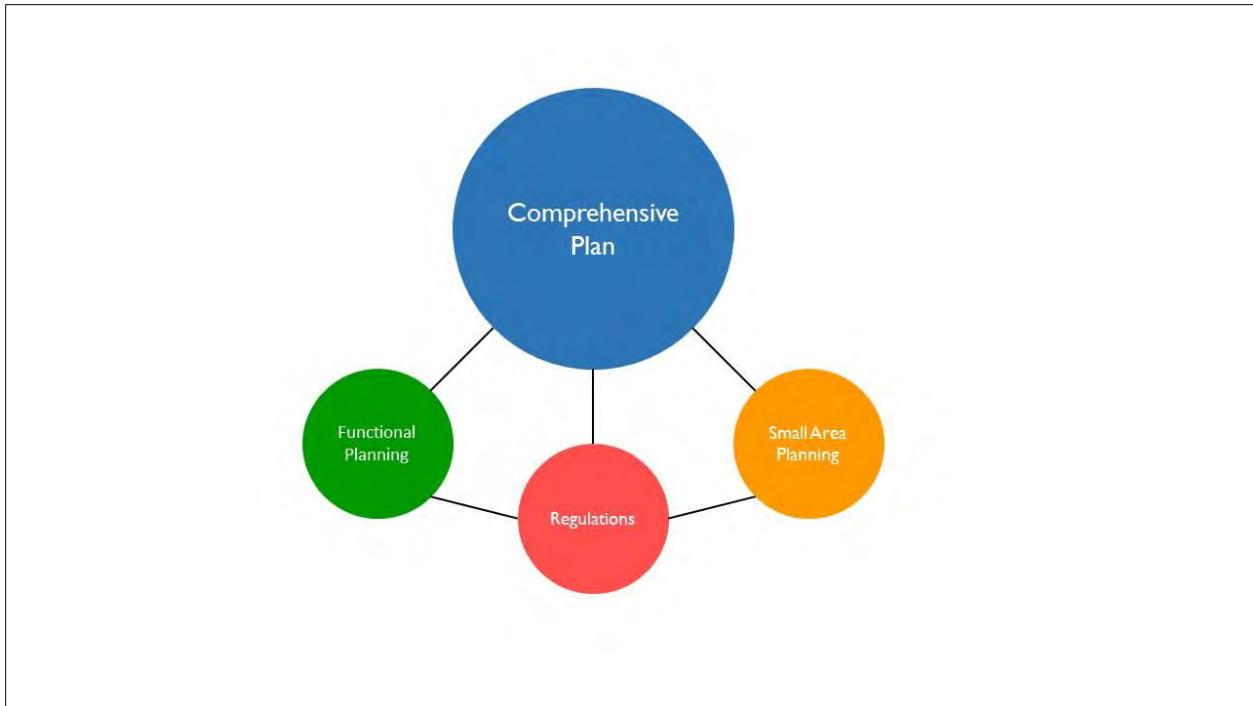 Comprehensive
Plan
Functional
Planning
Small Area
Planning
Regulations